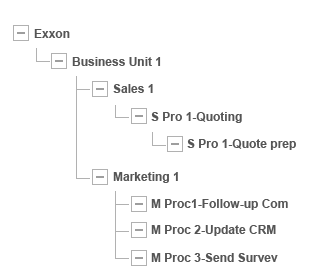 Exxon
Business Unit 1
Sales 1
S Pro 1-Quoting
S Pro 1-Quote prep
Marketing 1
M Proc1-Follow-up Com
M Proc 2-Update CRM
M Proc 3-Send Survey